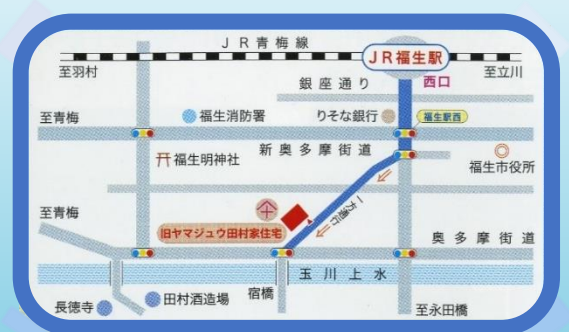 JR青梅線
JR福生駅
至羽村
至立川
銀座通り
西口
至青梅
福生消防署
りそな銀行
福生駅西
新奥多摩街道
福生明神社
福生市役所
一方通行
至青梅
旧ヤマジュウ田村家住宅
奥多摩街道
玉川上水
宿橋
田村酒造場
長徳寺
至永田橋